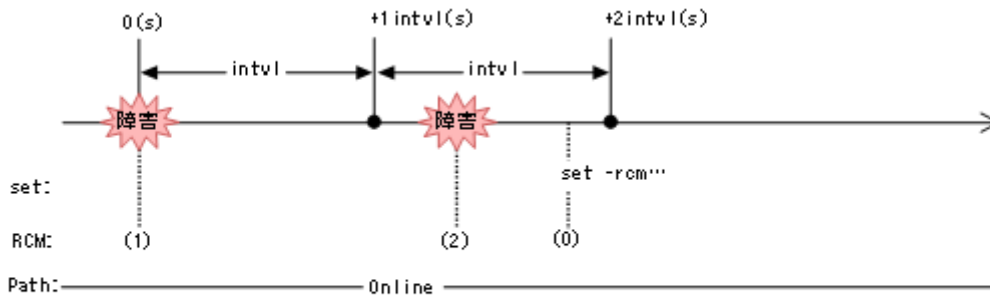 0(s) +1intvl(s) +2intvl(s)
intvl intvl
障害 障害
set: set -rcm…
RCM: (1) (2) (0)
Path: Online